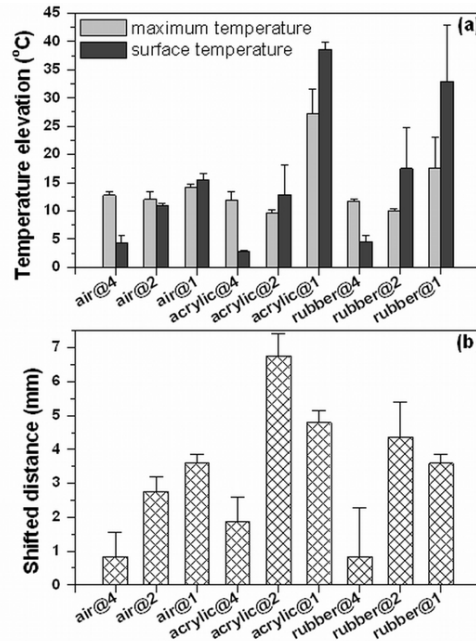 (a)
maximum temperature
surface temperature
Temperature elevation (°C)
45
40
35
30
25
20
15
10
5
0
air@4
air@2
air@1
acrylic@4
acrylic@2
acrylic@1
rubber@4
rubber@2
rubber@1
(b)
Shifted distance (mm)
7
6
5
4
3
2
1
0
air@4
air@2
air@1
acrylic@4
acrylic@2
acrylic@1
rubber@4
rubber@2
rubber@1